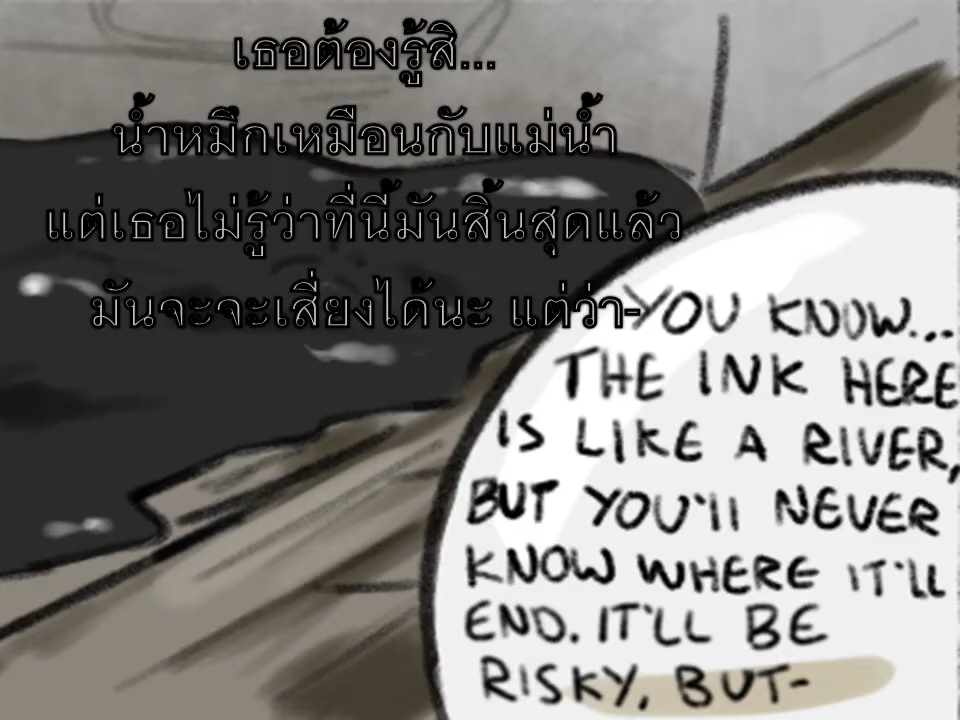 เธอต้องรู้สิ...
น้ำหมึกเหมือนกับแม่น้ำ
แต่เธอไม่รู้ว่าที่นี่มันสิ้นสุดแล้ว
มันจะจะเสี่ยงได้นะ แต่ว่า-
YOU KNOW...
THE INK HERE
IS LIKE A RIVER,
BUT YOU'll NEVER
KNOW WHERE IT'll
END. IT'LL BE
RISKY, BUT-